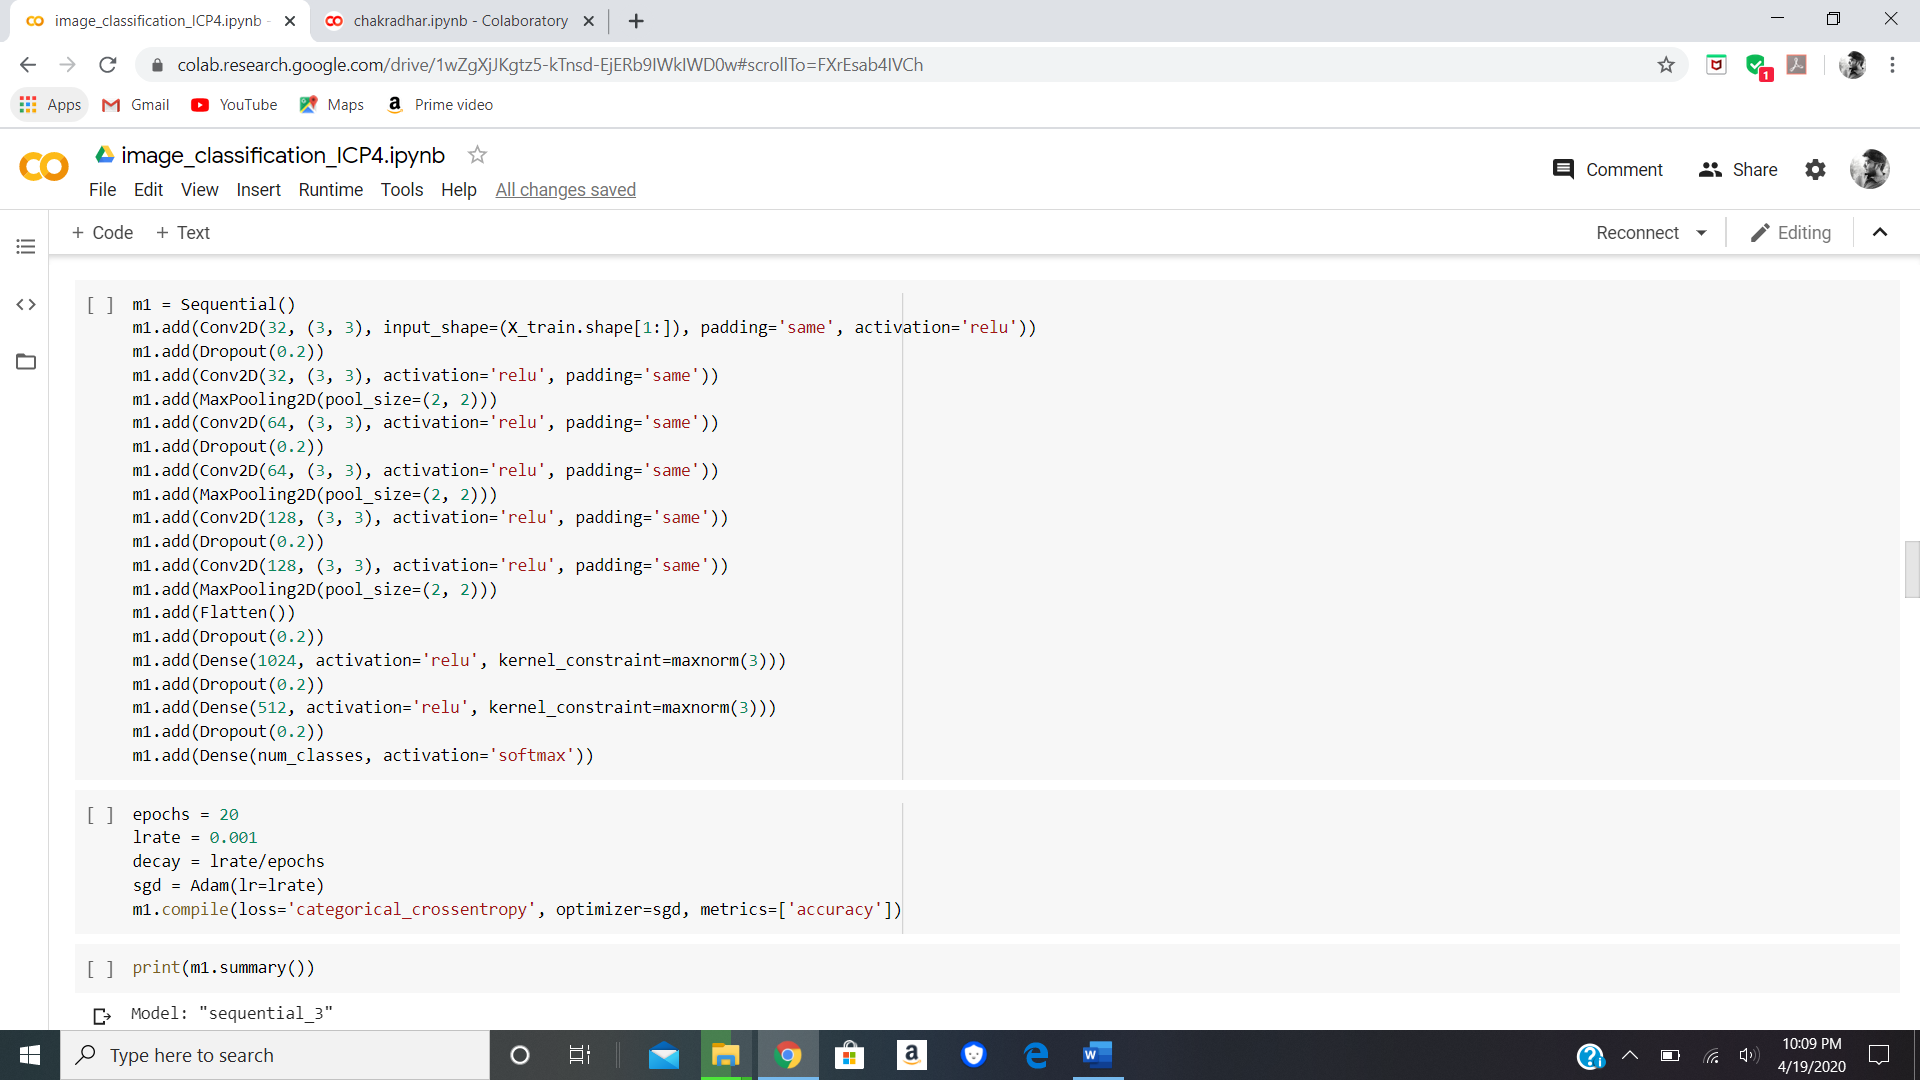 image_classification_ICP4.ipynb -
chakradhar.ipynb - Colaboratory
colab.research.google.com/drive/1wZgXjJKgtz5-kTnsd-EjERb9IWkIWD0w#scrollTo=FXrEsab4lVCh
1
Apps Gmail YouTube Maps Prime video
image_classification_ICP4.ipynb
Comment Share
File Edit View Insert Runtime Tools Help All changes saved
+ Code + Text
Reconnect Editing
[ ] m1 = Sequential()
m1.add(Conv2D(32, (3, 3), input_shape=(X_train.shape[1:]), padding='same', activation='relu'))
m1.add(Dropout(0.2))
m1.add(Conv2D(32, (3, 3), activation='relu', padding='same'))
m1.add(MaxPooling2D(pool_size=(2, 2)))
m1.add(Conv2D(64, (3, 3), activation='relu', padding='same'))
m1.add(Dropout(0.2))
m1.add(Conv2D(64, (3, 3), activation='relu', padding='same'))
m1.add(MaxPooling2D(pool_size=(2, 2)))
m1.add(Conv2D(128, (3, 3), activation='relu', padding='same'))
m1.add(Dropout(0.2))
m1.add(Conv2D(128, (3, 3), activation='relu', padding='same'))
m1.add(MaxPooling2D(pool_size=(2, 2)))
m1.add(Flatten())
m1.add(Dropout(0.2))
m1.add(Dense(1024, activation='relu', kernel_constraint=maxnorm(3)))
m1.add(Dropout(0.2))
m1.add(Dense(512, activation='relu', kernel_constraint=maxnorm(3)))
m1.add(Dropout(0.2))
m1.add(Dense(num_classes, activation='softmax'))
[ ] epochs = 20
lrate = 0.001
decay = lrate/epochs
sgd = Adam(lr=lrate)
m1.compile(loss='categorical_crossentropy', optimizer=sgd, metrics=['accuracy'])
[ ] print(m1.summary())
Model: "sequential_3"
Type here to search
10:09 PM
4/19/2020